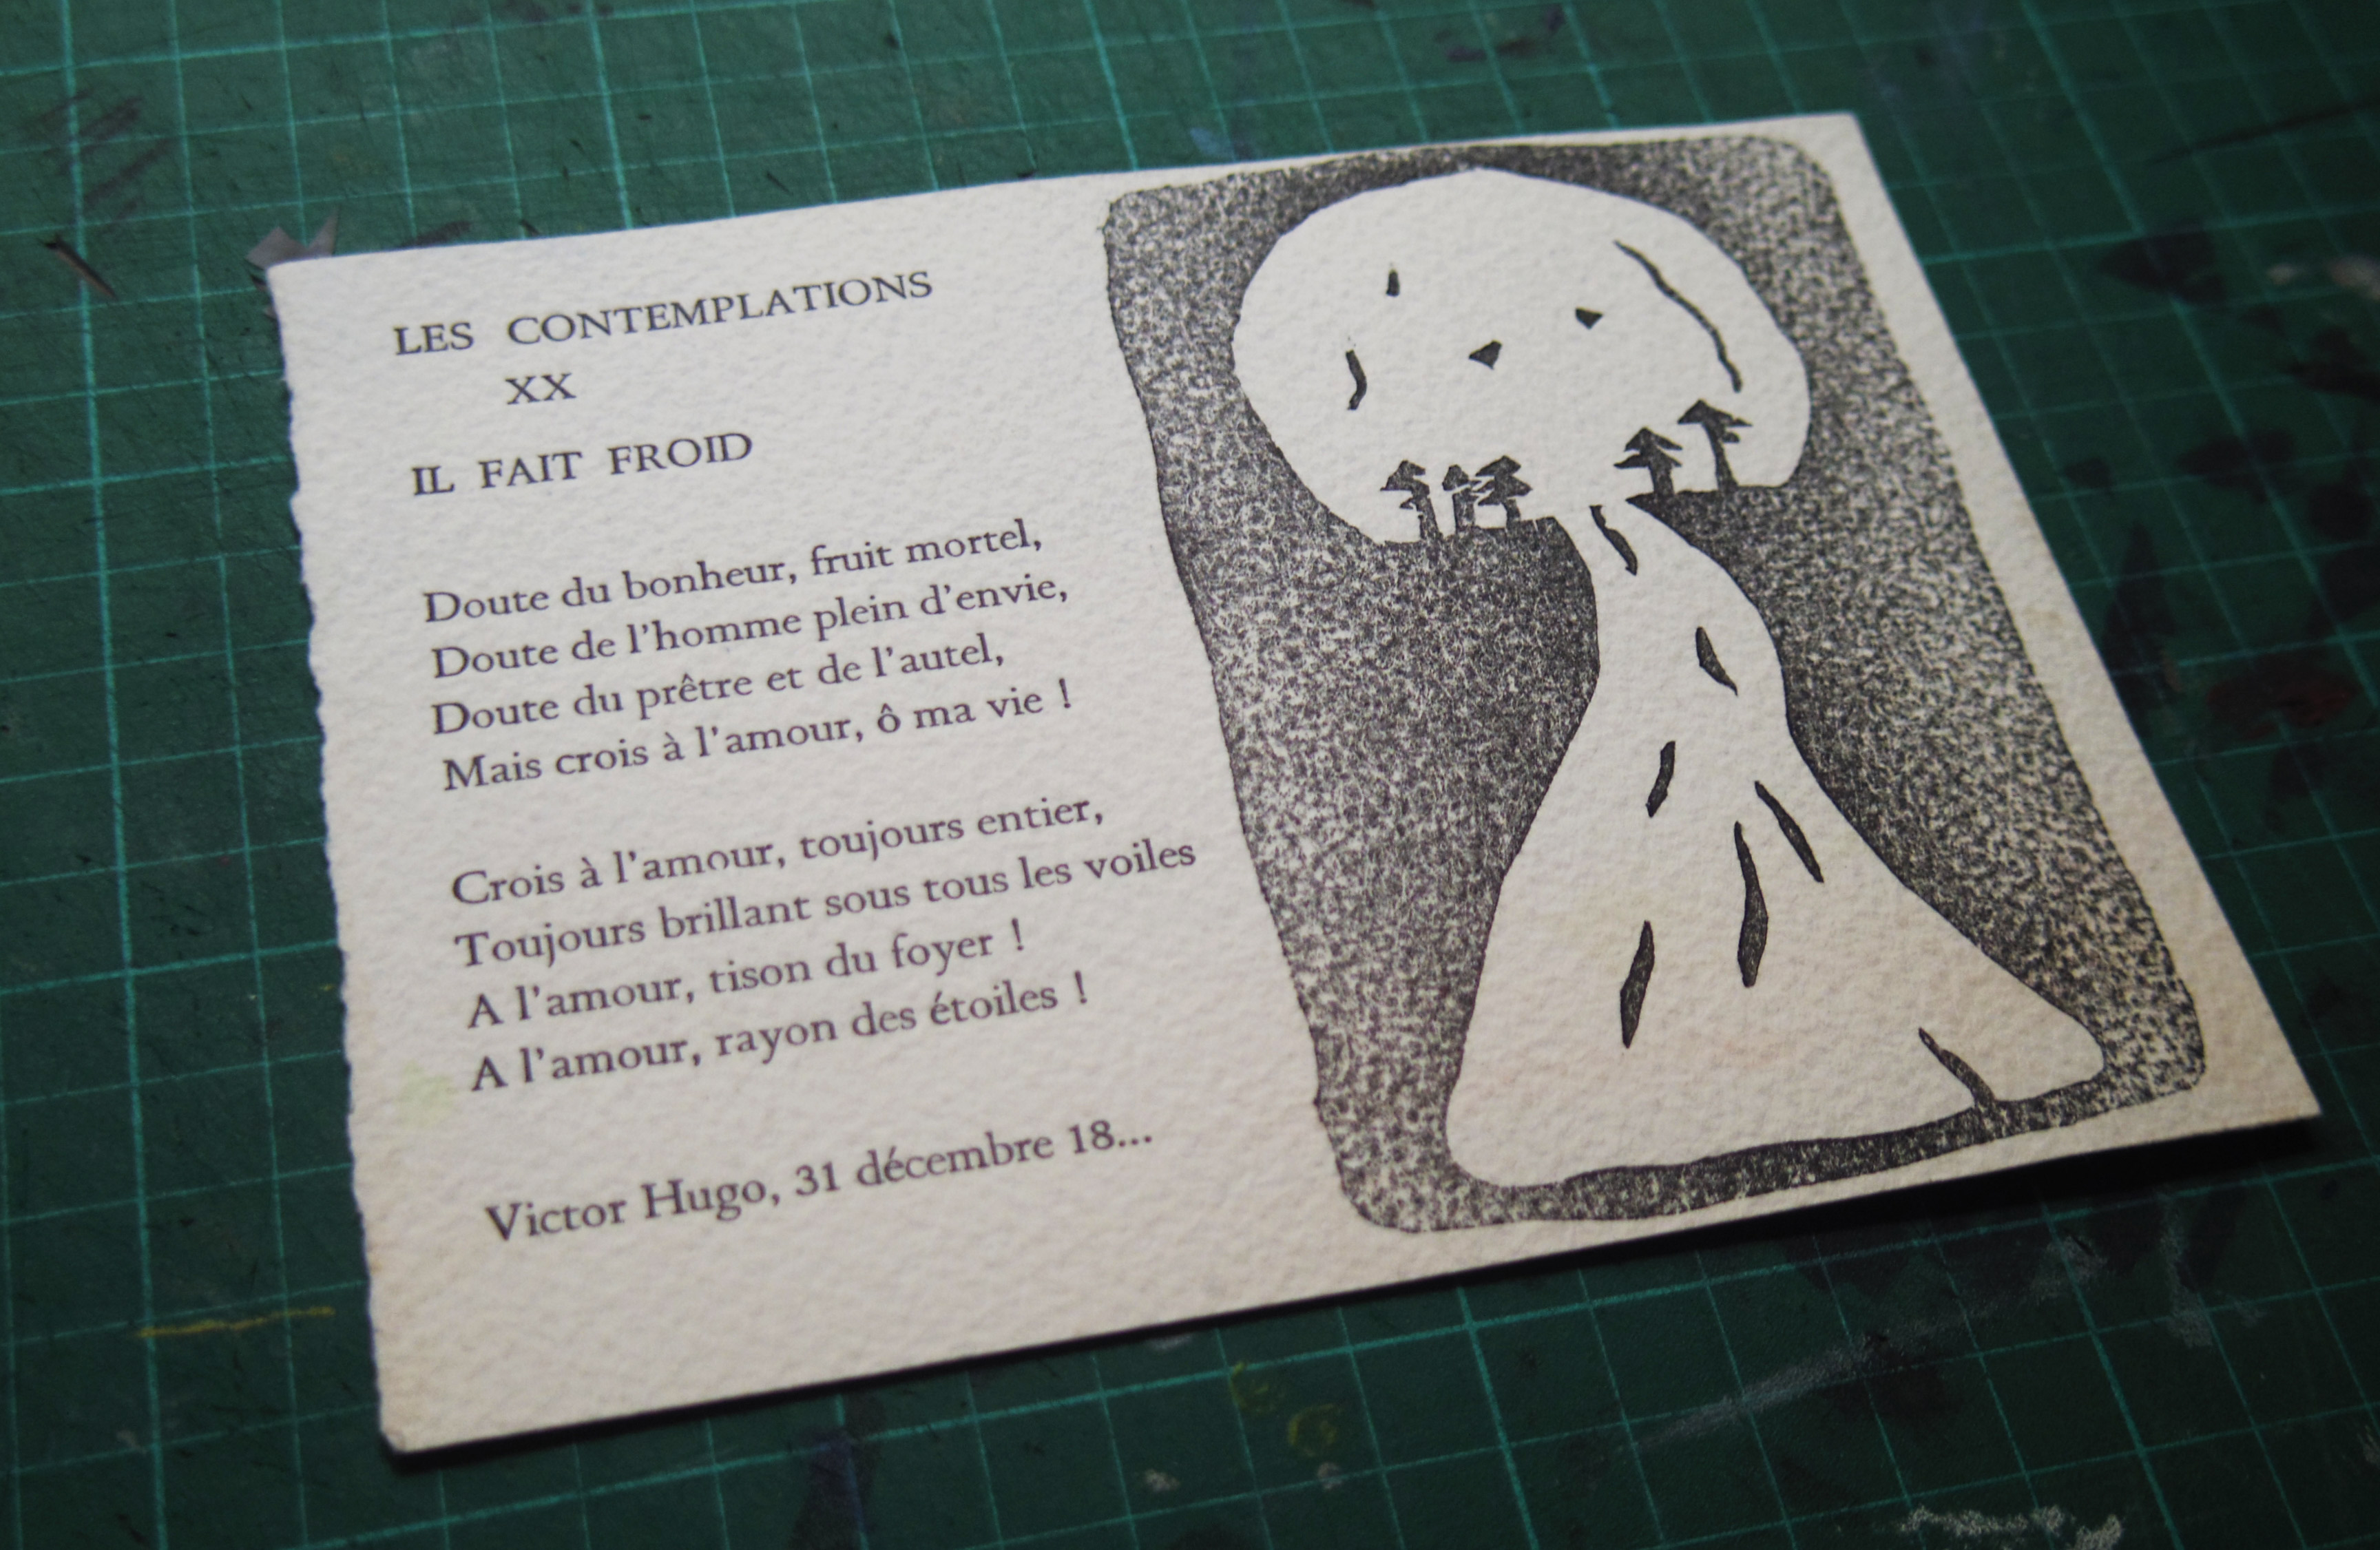 LES CONTEMPLATIONS
XX
IL FAIT FROID
Doute du bonheur, fruit mortel,
Doute de l'homme plein d'envie,
Doute du prêtre et de l'autel,
Mais crois à l'amour, ô ma vie !
Crois à l'amour, toujours entier,
Toujours brillant sous tous les voiles
A l'amour, tison du foyer !
A l'amour, rayon des étoiles !
Victor Hugo, 31 décembre 18...